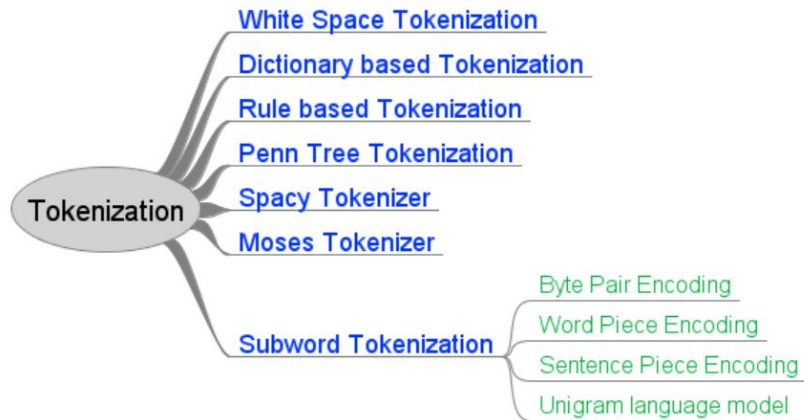 White Space Tokenization
Dictionary based Tokenization
Rule based Tokenization
Penn Tree Tokenization
Tokenization
Spacy Tokenizer
Moses Tokenizer
Subword Tokenization
Byte Pair Encoding
Word Piece Encoding
Sentence Piece Encoding
Unigram language model